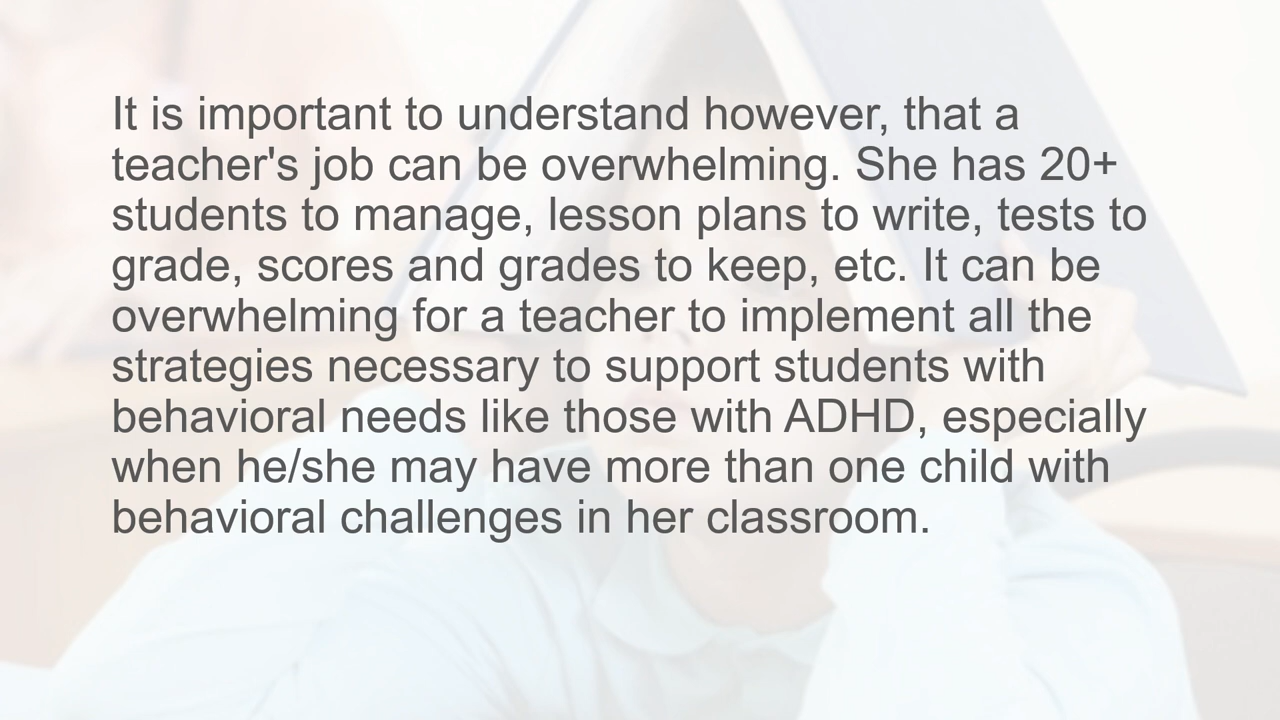 It is important to understand however, that a
teacher's job can be overwhelming. She has 20+
students to manage, lesson plans to write, tests to
grade, scores and grades to keep, etc. It can be
overwhelming for a teacher to implement all the
strategies necessary to support students with
behavioral needs like those with ADHD, especially
when he/she may have more than one child with
behavioral challenges in her classroom.